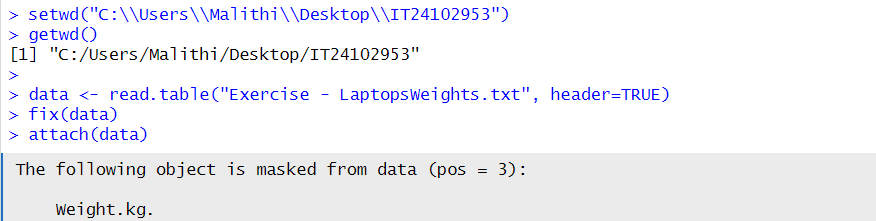 > setwd("C:\\Users\\Malithi\\Desktop\\IT24102953")
> getwd()
[1] "C:/Users/Malithi/Desktop/IT24102953"
>
> data <- read.table("Exercise - LaptopsWeights.txt", header=TRUE)
> fix(data)
> attach(data)
The following object is masked from data (pos = 3):
Weight.kg.